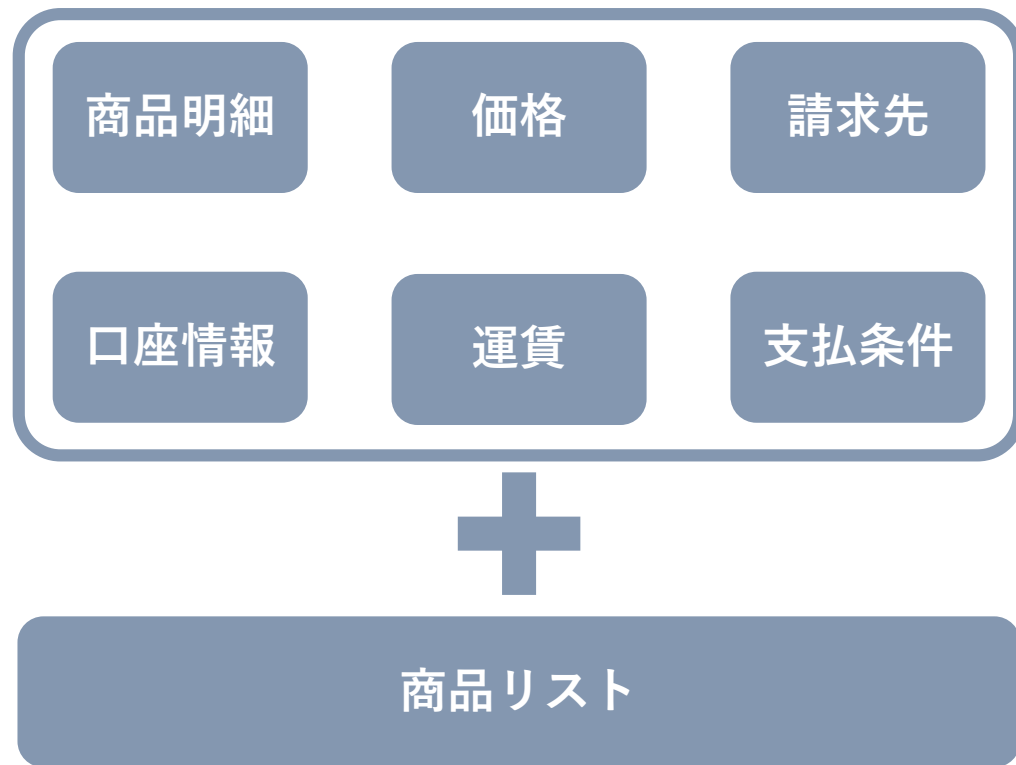 商品明細
価格
請求先
口座情報
運賃
支払条件
商品リスト